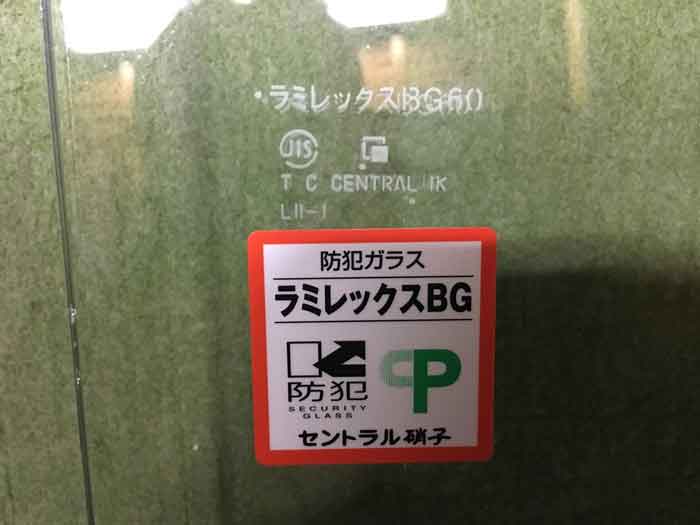 ラミレックスBG60
JIS
T C CENTRAL IK
LII-1
防犯ガラス
ラミレックスBG
防犯
SECURITY
GLASS
CP
セントラル硝子